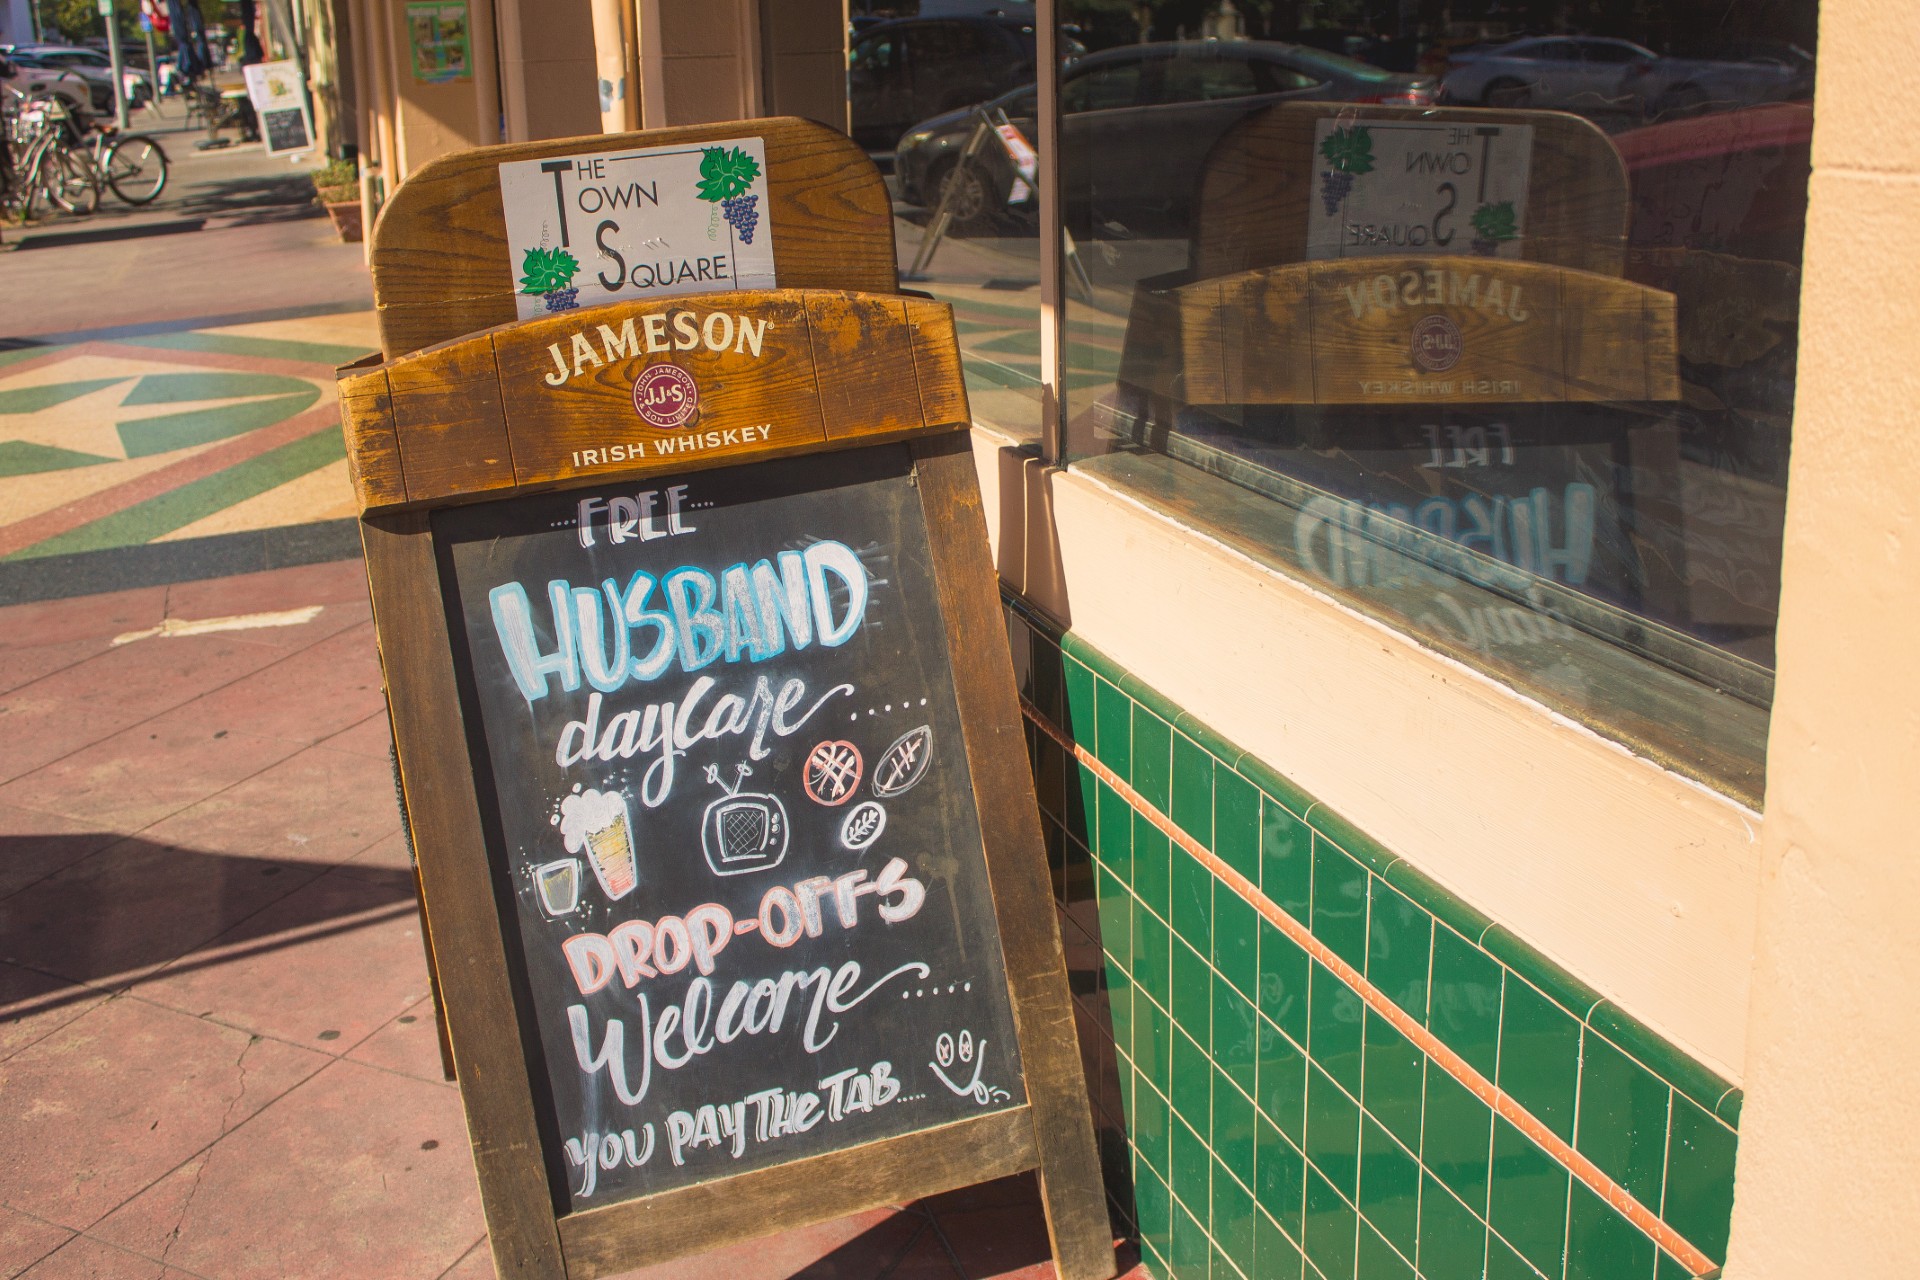 THE
TOWN
SQUARE
JAMESON®
JOHN JAMESON
JJ&S
& SON LIMITED
IRISH WHISKEY
....FREE....
HUSBAND
daycare.....
DROP-OFFS
Welcome.....
YOU PAY THE TAB.....